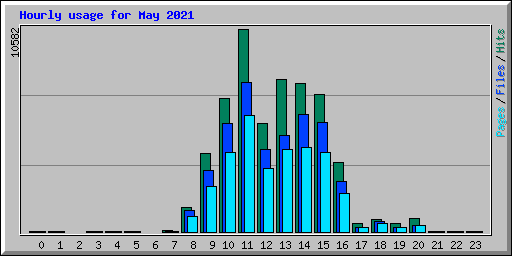 Hourly usage for May 2021
10582
Pages/Files/Hits
0 1 2 3 4 5 6 7 8 9 10 11 12 13 14 15 16 17 18 19 20 21 22 23